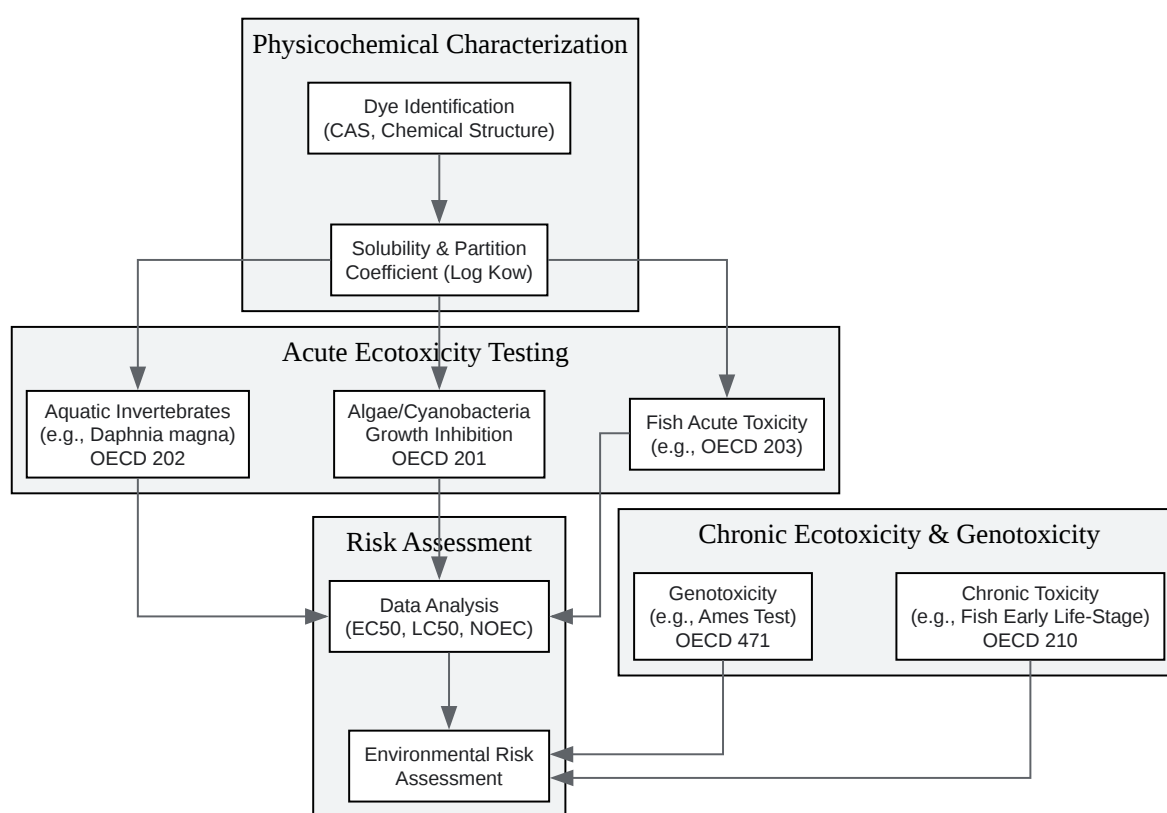 Physicochemical Characterization
Dye Identification
(CAS, Chemical Structure)
Solubility & Partition
Coefficient (Log Kow)
Acute Ecotoxicity Testing
Aquatic Invertebrates
(e.g., Daphnia magna)
OECD 202
Algae/Cyanobacteria
Growth Inhibition
OECD 201
Fish Acute Toxicity
(e.g., OECD 203)
Risk Assessment
Data Analysis
(EC50, LC50, NOEC)
Environmental Risk
Assessment
Chronic Ecotoxicity & Genotoxicity
Genotoxicity
(e.g., Ames Test)
OECD 471
Chronic Toxicity
(e.g., Fish Early Life-Stage)
OECD 210